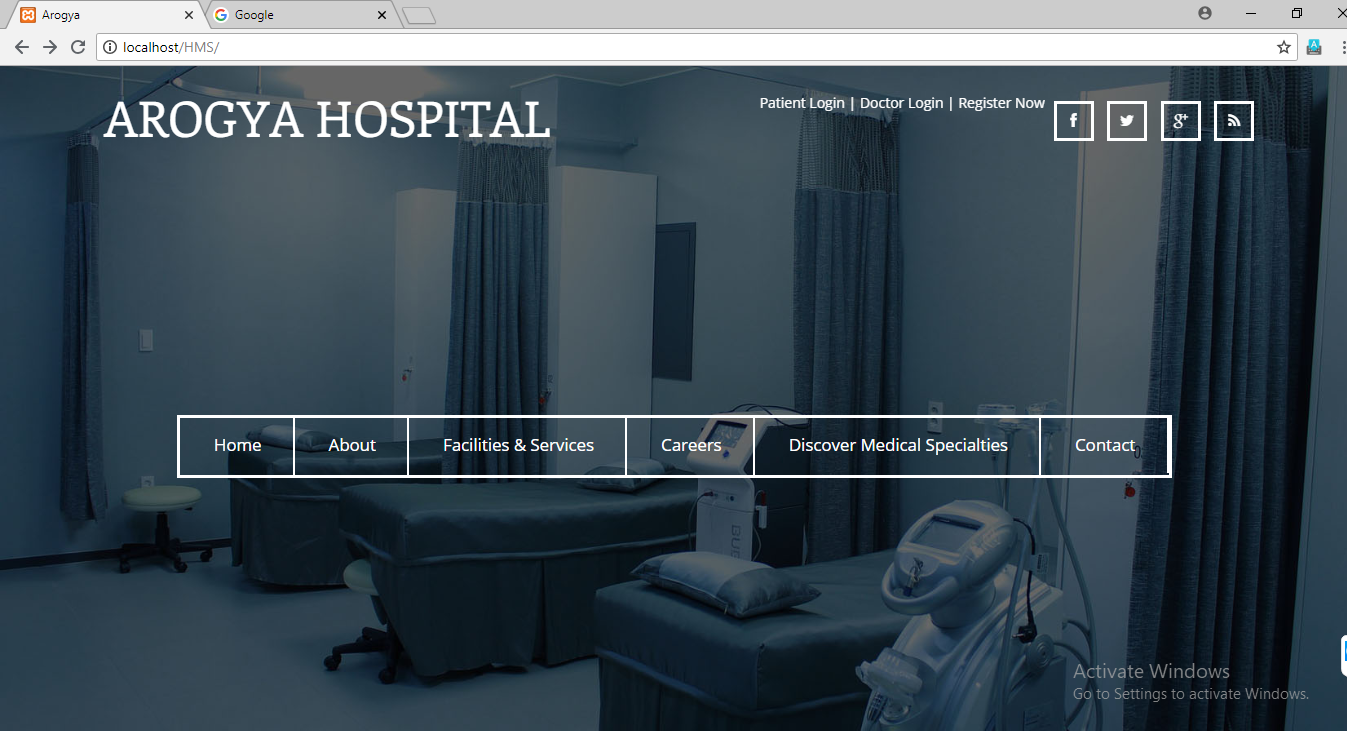 Arogya
Google
localhost/HMS/
AROGYA HOSPITAL
Patient Login | Doctor Login | Register Now
Home
About
Facilities & Services
Careers
Discover Medical Specialties
Contact
Activate Windows
Go to Settings to activate Windows.